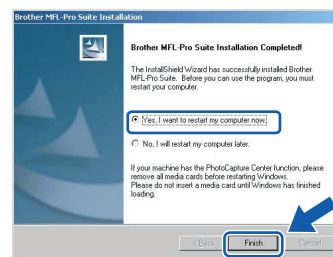 Brother MFL-Pro Suite Installation
Brother MFL-Pro Suite Installation Completed!
The InstallShield Wizard has successfully installed Brother
MFL-Pro Suite. Before you can use the program, you must
restart your computer.
Yes, I want to restart my computer now.
No, I will restart my computer later.
If your machine has the PhotoCapture Center function, please
remove all media cards before restarting Windows.
Please do not insert a media card until Windows has finished
loading.
< Back Finish Cancel